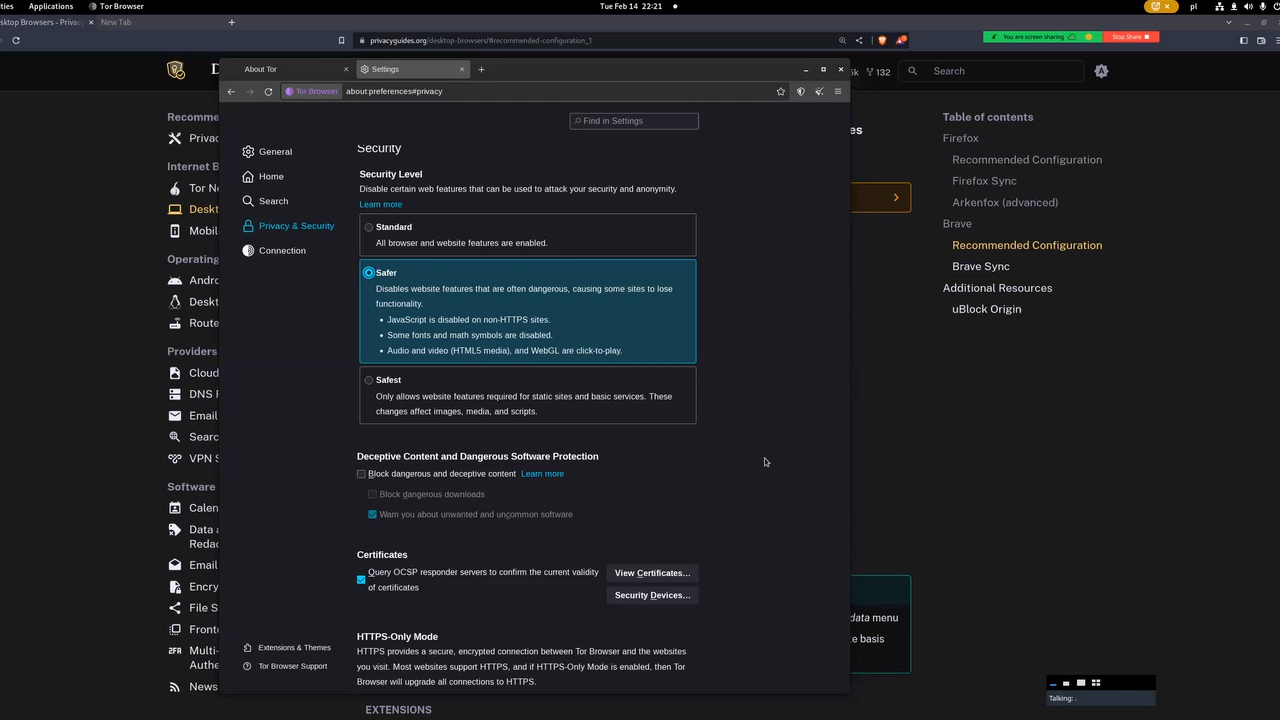 ities Applications Tor Browser Tue Feb 14 22:21 pl
sktop Browsers - Privac New Tab
privacyguides.org/desktop-browsers/#recommended-configuration_1
You are screen sharing Stop Share
About Tor Settings
5k 132 Search
Tor Browser about:preferences#privacy
Find in Settings
Recomme
Privac
Internet B
Tor N
Deskt
Mobil
Operating
Andro
Deskt
Route
Providers
Cloud
DNS F
Email
Searc
VPN S
Software
Calen
Data a
Redac
Email
Encry
File S
Front
Multi-
Authe
News
General
Home
Search
Privacy & Security
Connection
Extensions & Themes
Tor Browser Support
Security
Security Level
Disable certain web features that can be used to attack your security and anonymity.
Learn more
Standard
All browser and website features are enabled.
Safer
Disables website features that are often dangerous, causing some sites to lose
functionality.
JavaScript is disabled on non-HTTPS sites.
Some fonts and math symbols are disabled.
Audio and video (HTML5 media), and WebGL are click-to-play.
Safest
Only allows website features required for static sites and basic services. These
changes affect images, media, and scripts.
Deceptive Content and Dangerous Software Protection
Block dangerous and deceptive content Learn more
Block dangerous downloads
Warn you about unwanted and uncommon software
Certificates
Query OCSP responder servers to confirm the current validity
of certificates
View Certificates…
Security Devices…
HTTPS-Only Mode
HTTPS provides a secure, encrypted connection between Tor Browser and the websites
you visit. Most websites support HTTPS, and if HTTPS-Only Mode is enabled, then Tor
Browser will upgrade all connections to HTTPS.
EXTENSIONS
es
data menu
te basis
Table of contents
Firefox
Recommended Configuration
Firefox Sync
Arkenfox (advanced)
Brave
Recommended Configuration
Brave Sync
Additional Resources
uBlock Origin
Talking: .